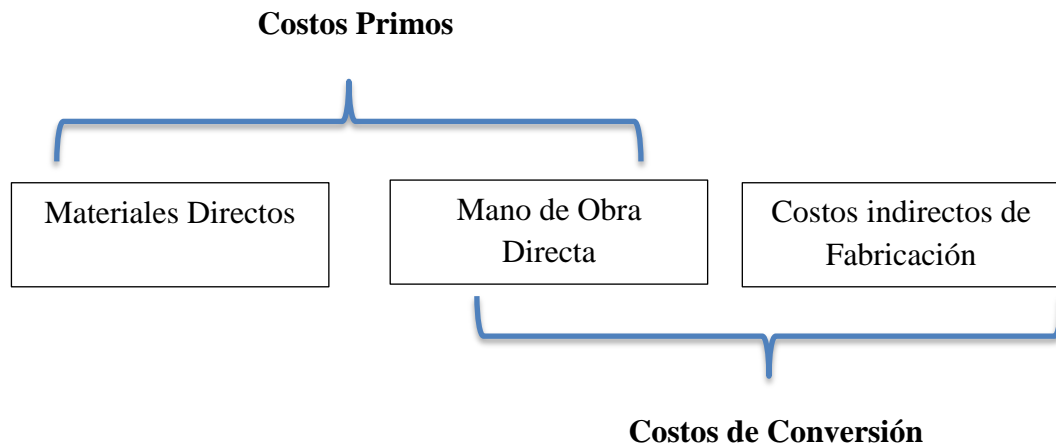 Costos Primos
Materiales Directos
Mano de Obra
Directa
Costos indirectos de
Fabricación
Costos de Conversión